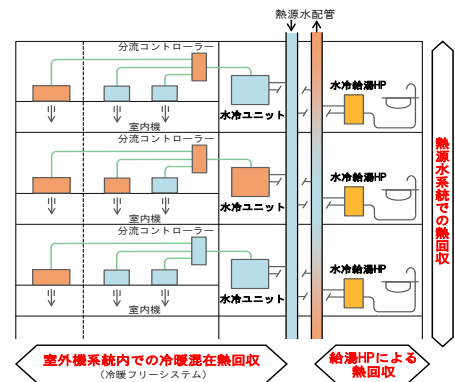 熱源水配管
分流コントローラー
水冷給湯HP
水冷ユニット
室内機
分流コントローラー
水冷給湯HP
水冷ユニット
室内機
分流コントローラー
水冷給湯HP
水冷ユニット
室内機
熱源水系統での熱回収
室外機系統内での冷暖混在熱回収
（冷暖フリーシステム）
給湯HPによる
熱回収